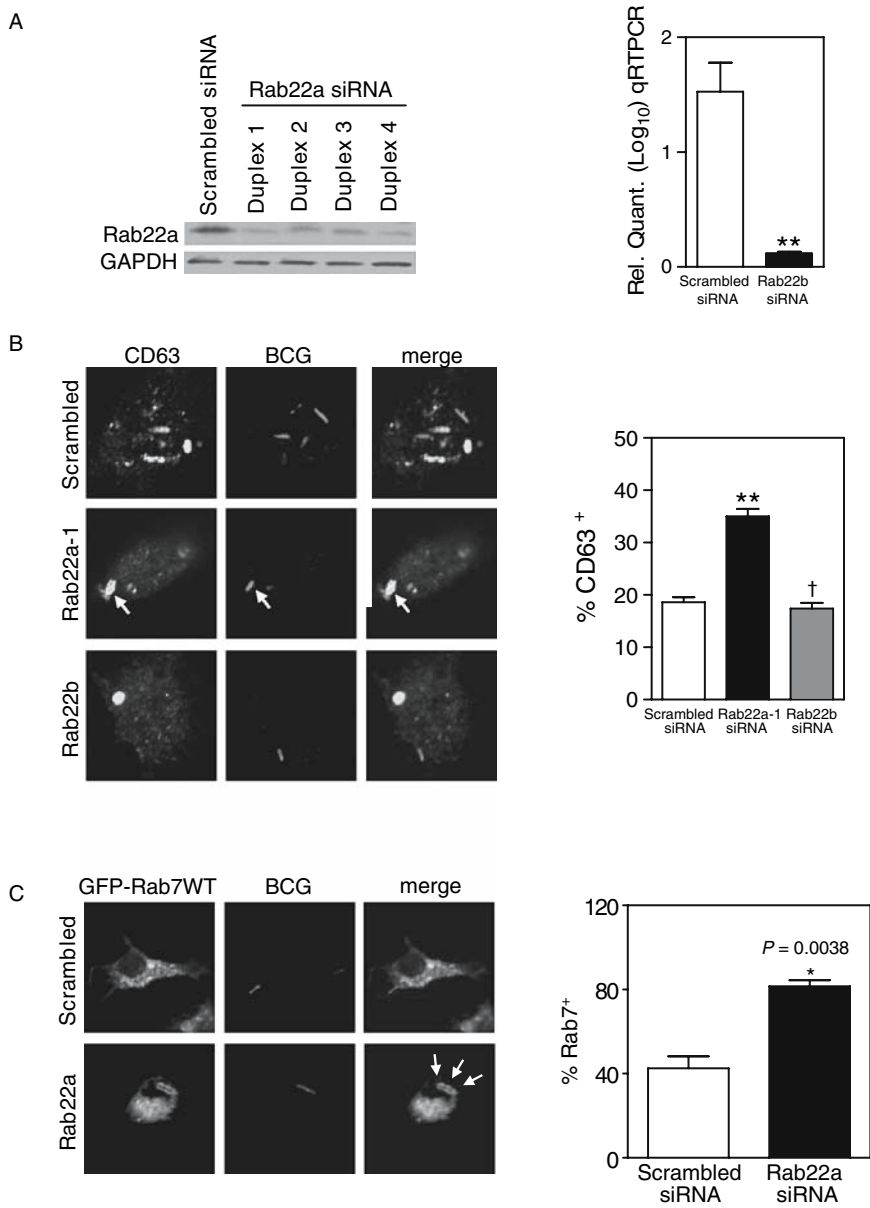 A
Scrambled siRNA
Rab22a siRNA
Duplex 1
Duplex 2
Duplex 3
Duplex 4
Rab22a
GAPDH
Rel. Quant. (Log10) qRTPCR
2
1
0
**
Scrambled
siRNA
Rab22b
siRNA
B
CD63
BCG
merge
Scrambled
Rab22a-1
Rab22b
% CD63 +
50
40
30
20
10
0
**
†
Scrambled
siRNA
Rab22a-1
siRNA
Rab22b
siRNA
C
GFP-Rab7WT
BCG
merge
Scrambled
Rab22a
% Rab7+
120
80
40
0
P = 0.0038
*
Scrambled
siRNA
Rab22a
siRNA